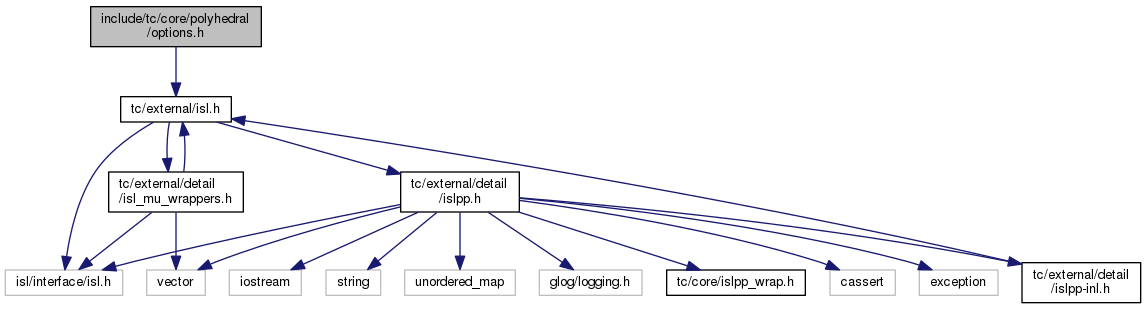 include/tc/core/polyhedral
/options.h
tc/external/isl.h
tc/external/detail
/isl_mu_wrappers.h
tc/external/detail
/islpp.h
isl/interface/isl.h
vector
iostream
string
unordered_map
glog/logging.h
tc/core/islpp_wrap.h
cassert
exception
tc/external/detail
/islpp-inl.h